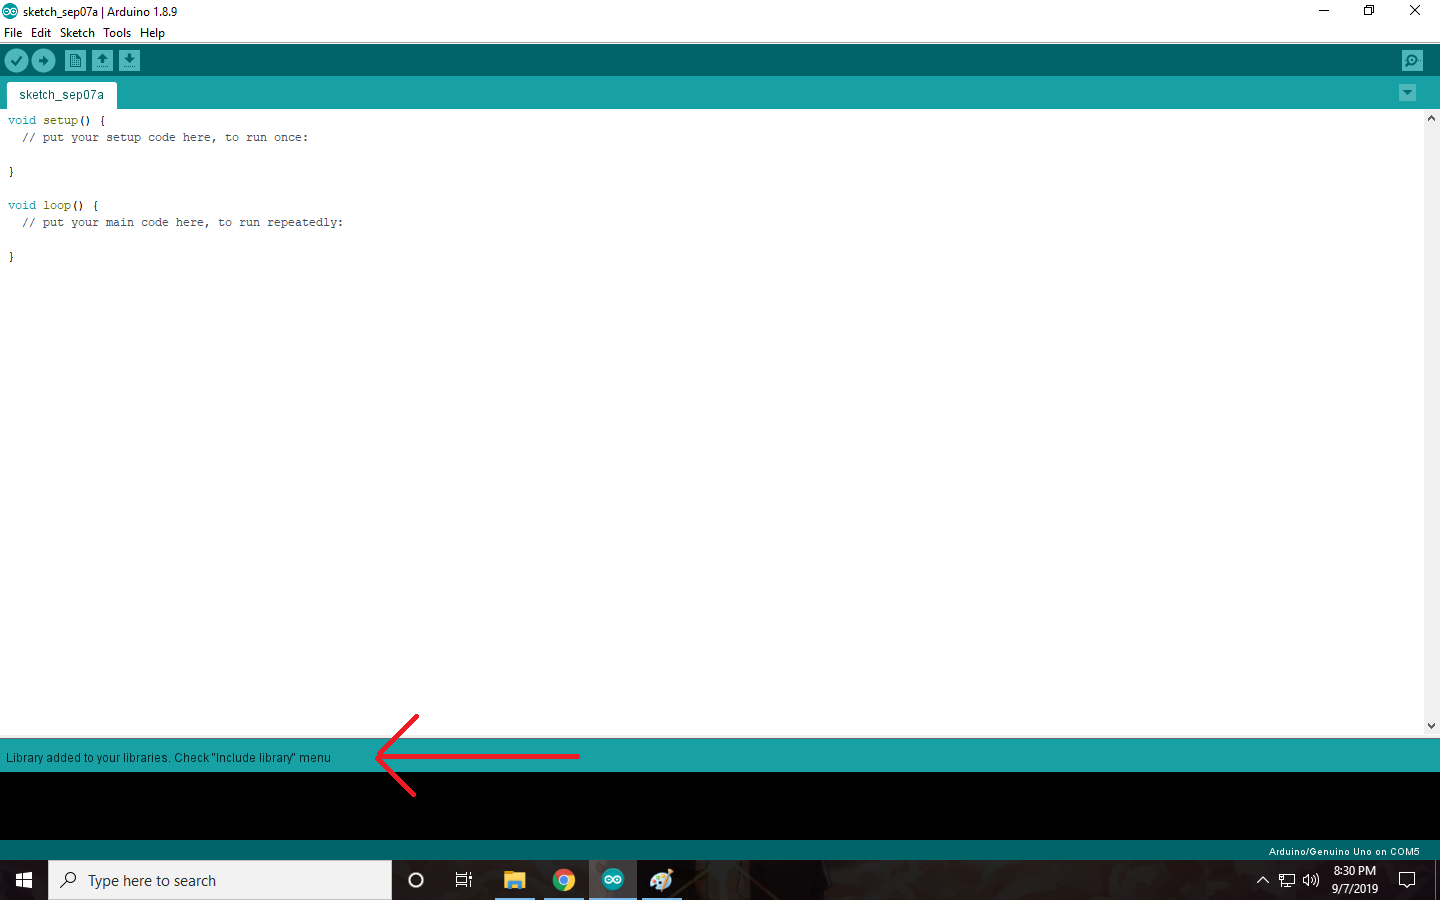 sketch_sep07a | Arduino 1.8.9
File Edit Sketch Tools Help
sketch_sep07a
void setup() {
  // put your setup code here, to run once:
}
void loop() {
  // put your main code here, to run repeatedly:
}
Library added to your libraries. Check "Include library" menu
Arduino/Genuino Uno on COM5
Type here to search
8:30 PM
9/7/2019